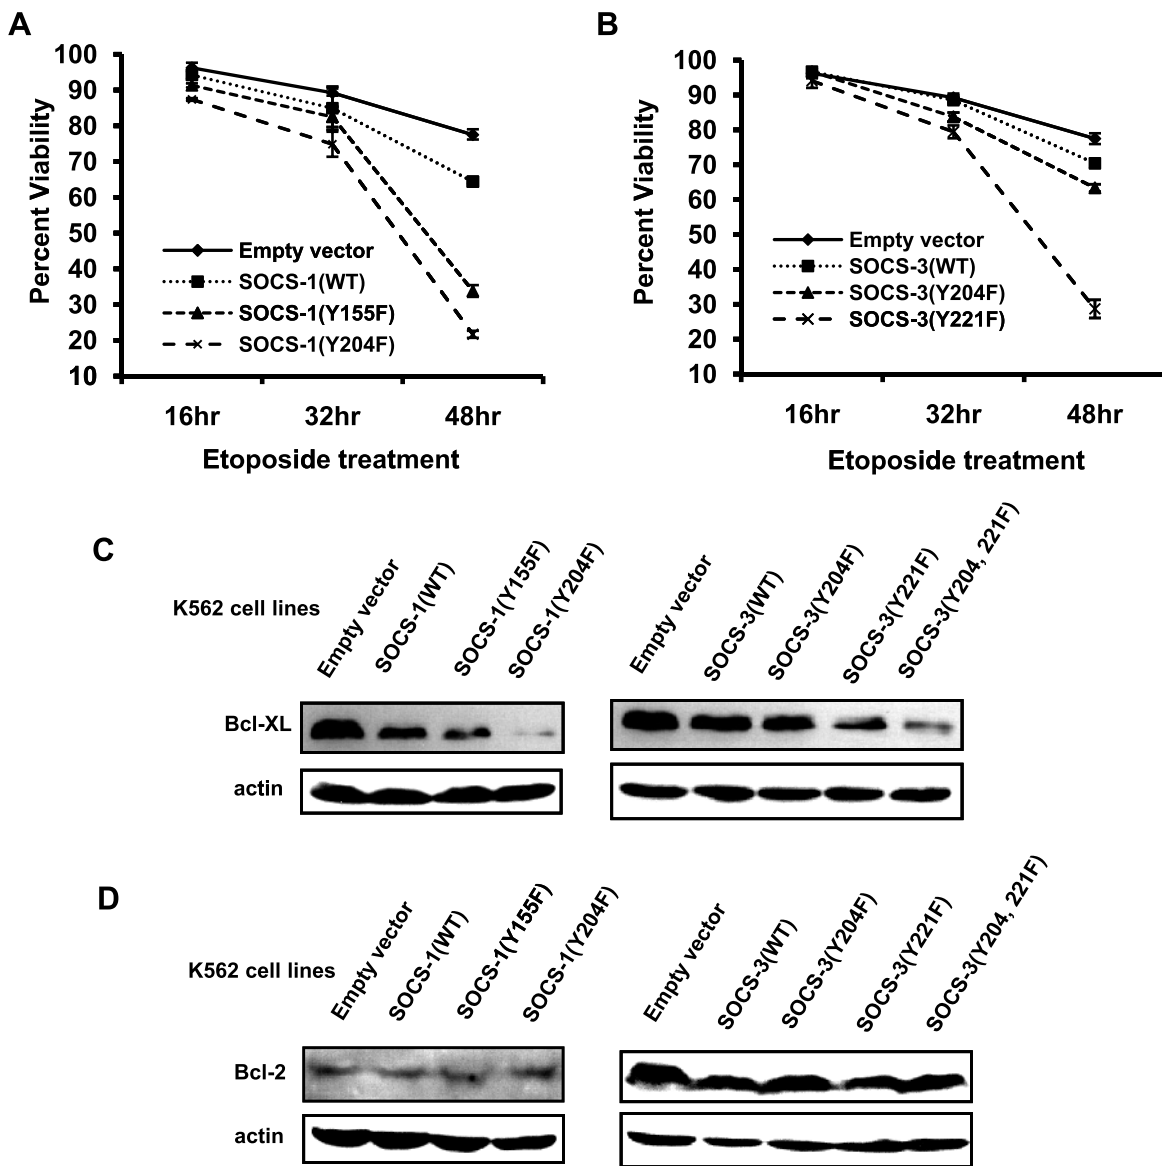 A
100
90
80
70
60
50
40
30
20
10
Percent Viability
Empty vector
SOCS-1(WT)
SOCS-1(Y155F)
SOCS-1(Y204F)
16hr 32hr 48hr
Etoposide treatment
B
100
90
80
70
60
50
40
30
20
10
Percent Viability
Empty vector
SOCS-3(WT)
SOCS-3(Y204F)
SOCS-3(Y221F)
16hr 32hr 48hr
Etoposide treatment
C
K562 cell lines
Empty vector
SOCS-1(WT)
SOCS-1(Y155F)
SOCS-1(Y204F)
Empty vector
SOCS-3(WT)
SOCS-3(Y204F)
SOCS-3(Y221F)
SOCS-3(Y204, 221F)
Bcl-XL
actin
D
K562 cell lines
Empty vector
SOCS-1(WT)
SOCS-1(Y155F)
SOCS-1(Y204F)
Empty vector
SOCS-3(WT)
SOCS-3(Y204F)
SOCS-3(Y221F)
SOCS-3(Y204, 221F)
Bcl-2
actin